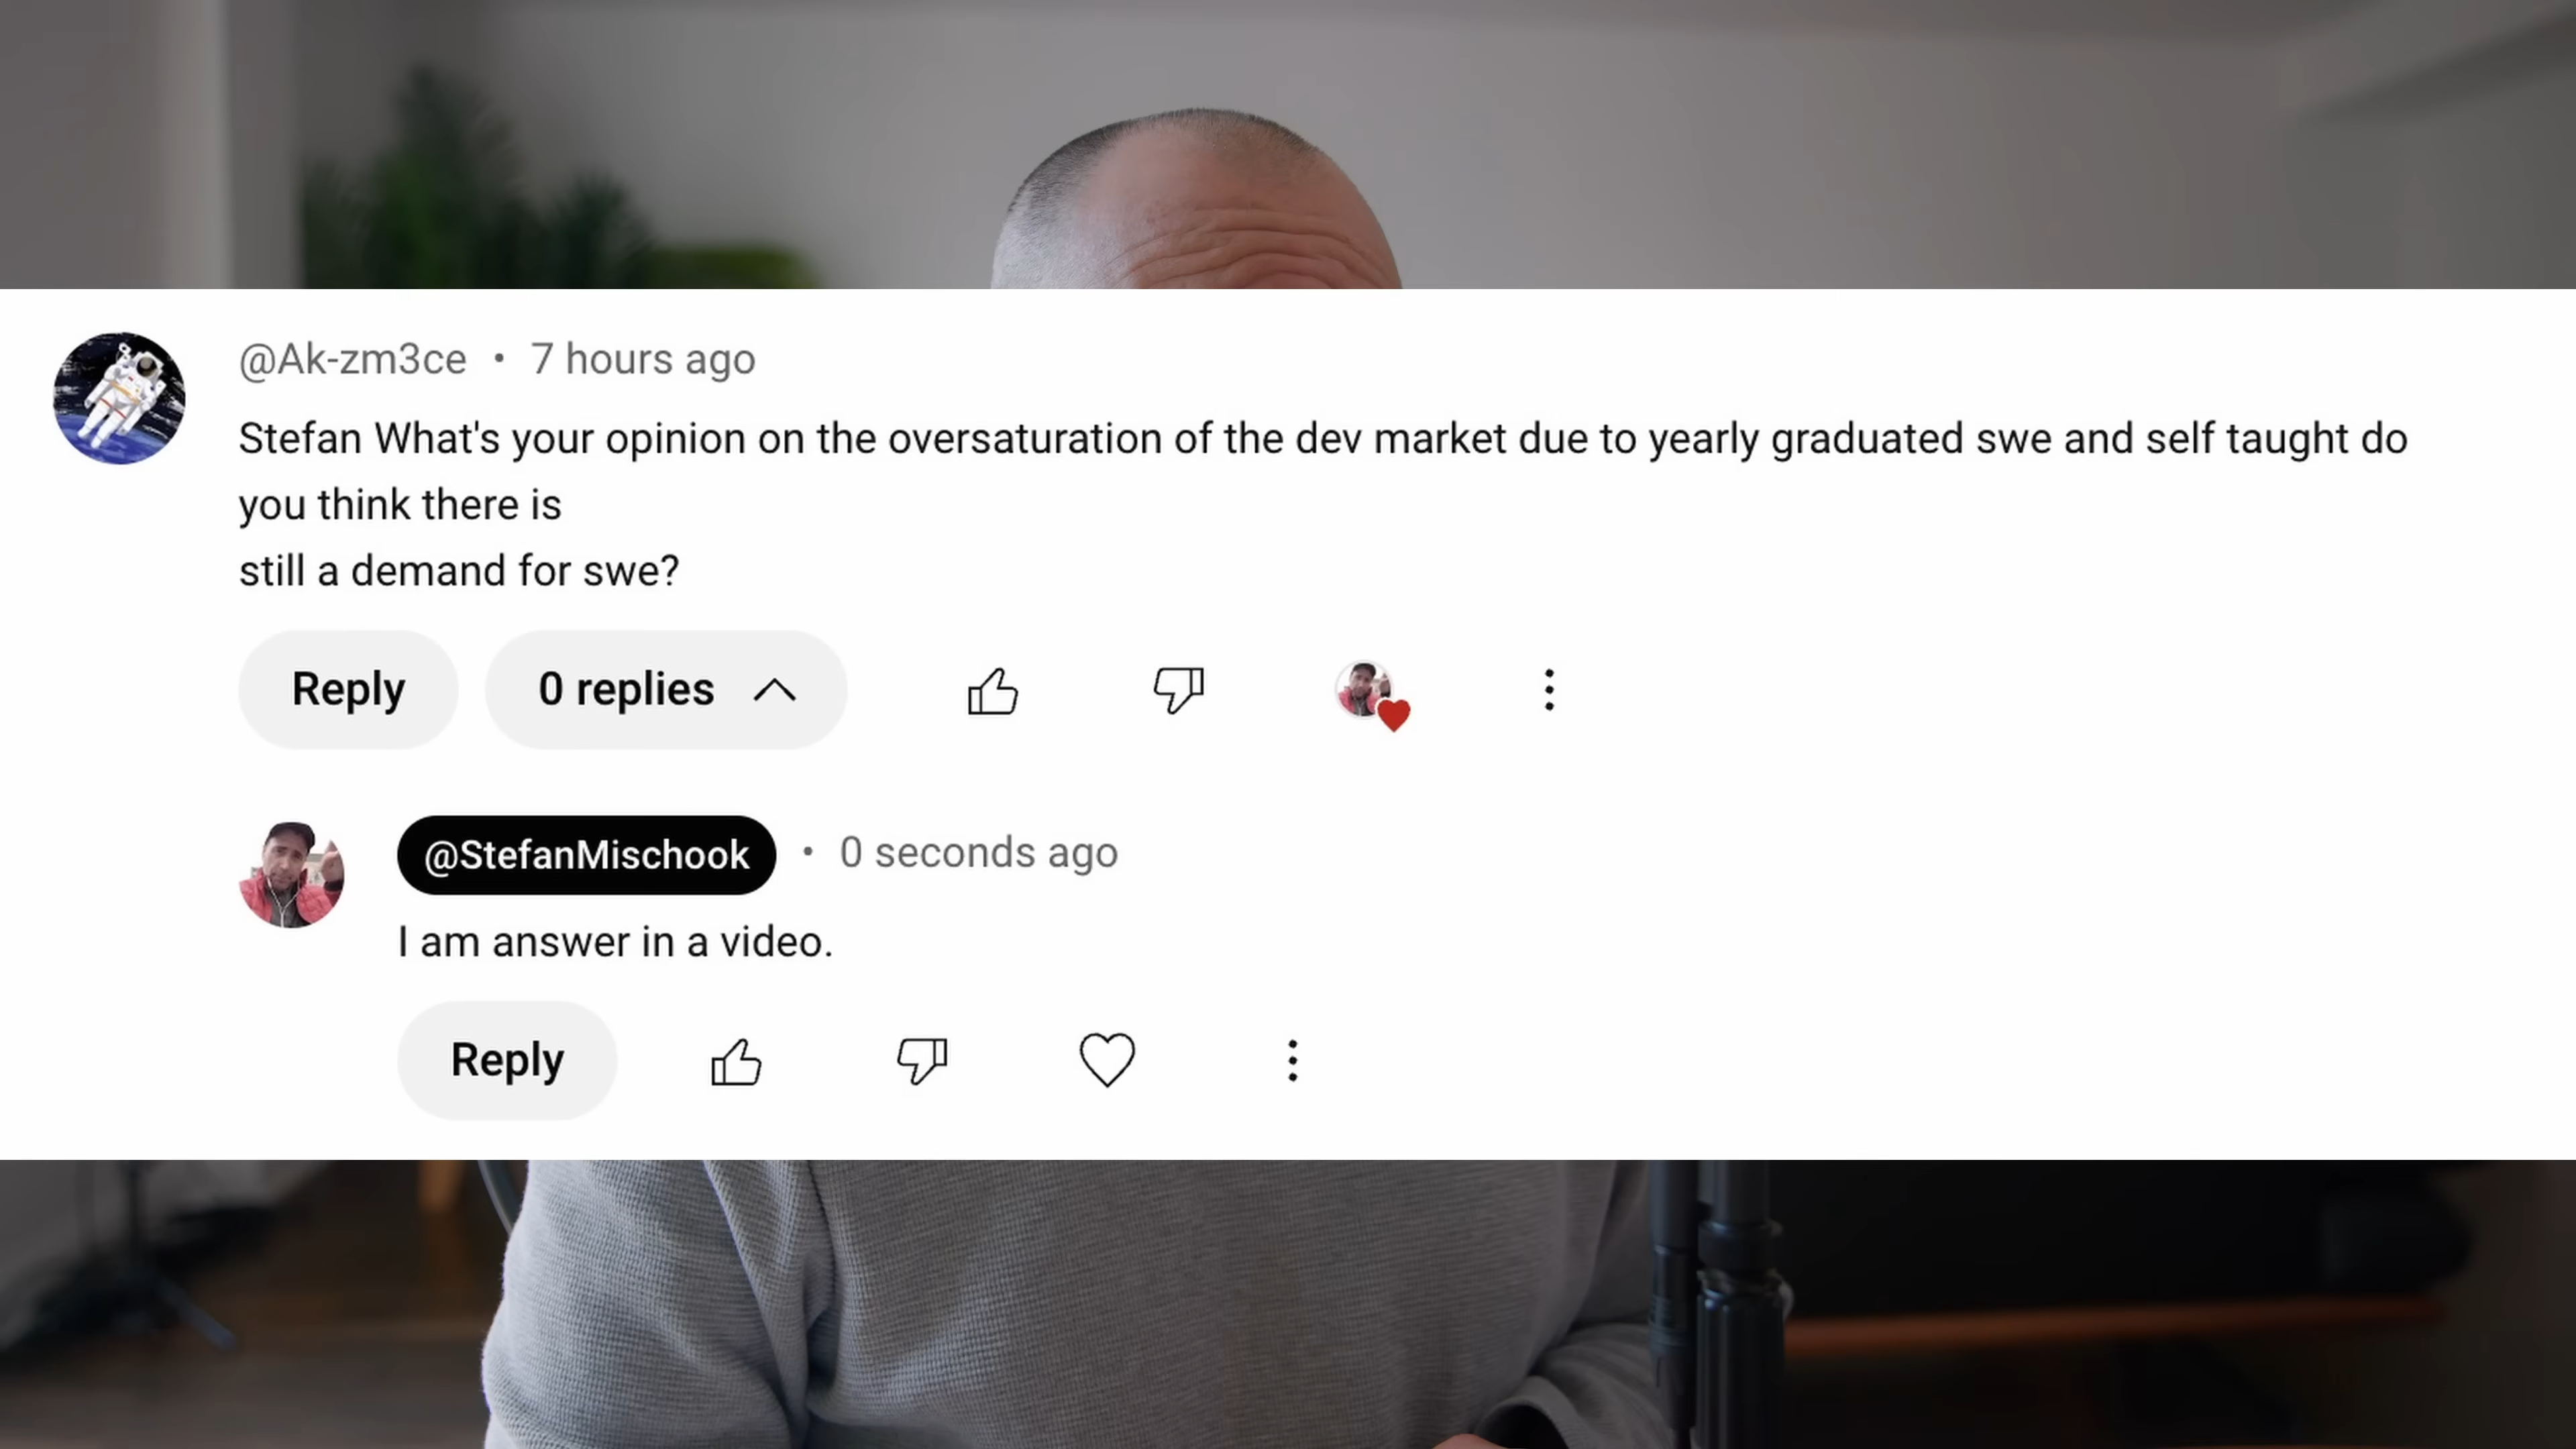 @Ak-zm3ce • 7 hours ago
Stefan What's your opinion on the oversaturation of the dev market due to yearly graduated swe and self taught do
you think there is
still a demand for swe?
Reply 0 replies
@StefanMischook • 0 seconds ago
I am answer in a video.
Reply